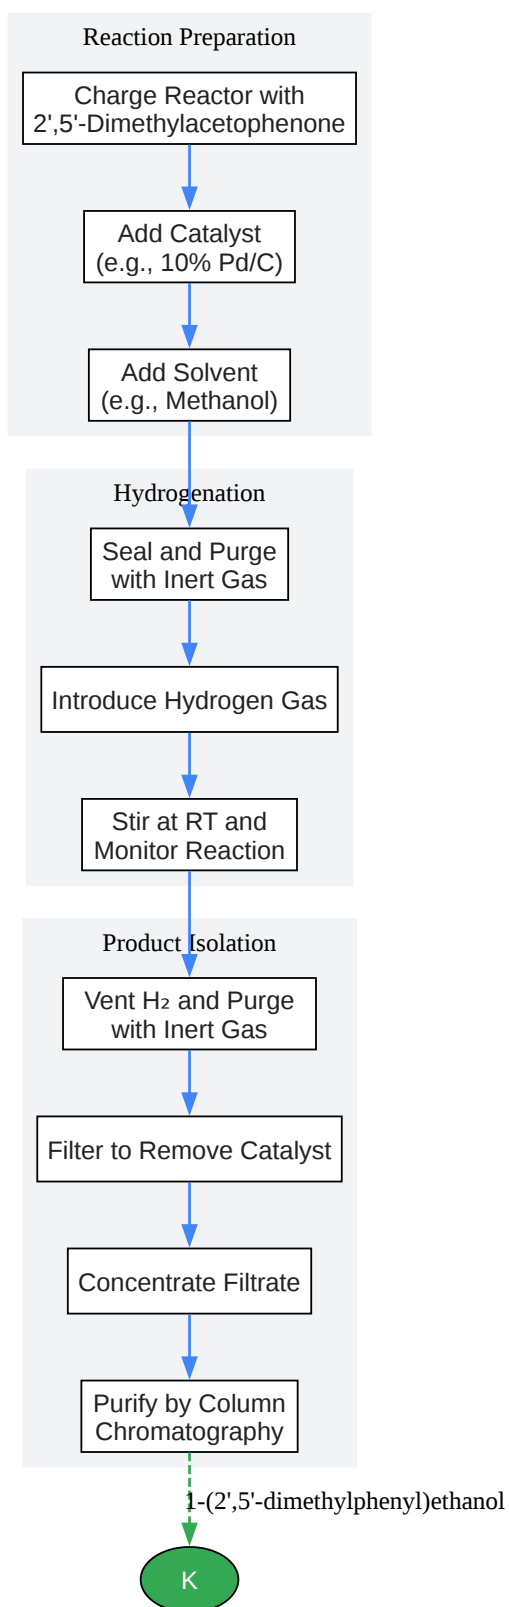 Reaction Preparation
Charge Reactor with
2',5'-Dimethylacetophenone
Add Catalyst
(e.g., 10% Pd/C)
Add Solvent
(e.g., Methanol)
Hydrogenation
Seal and Purge
with Inert Gas
Introduce Hydrogen Gas
Stir at RT and
Monitor Reaction
Product Isolation
Vent H₂ and Purge
with Inert Gas
Filter to Remove Catalyst
Concentrate Filtrate
Purify by Column
Chromatography
1-(2',5'-dimethylphenyl)ethanol
K